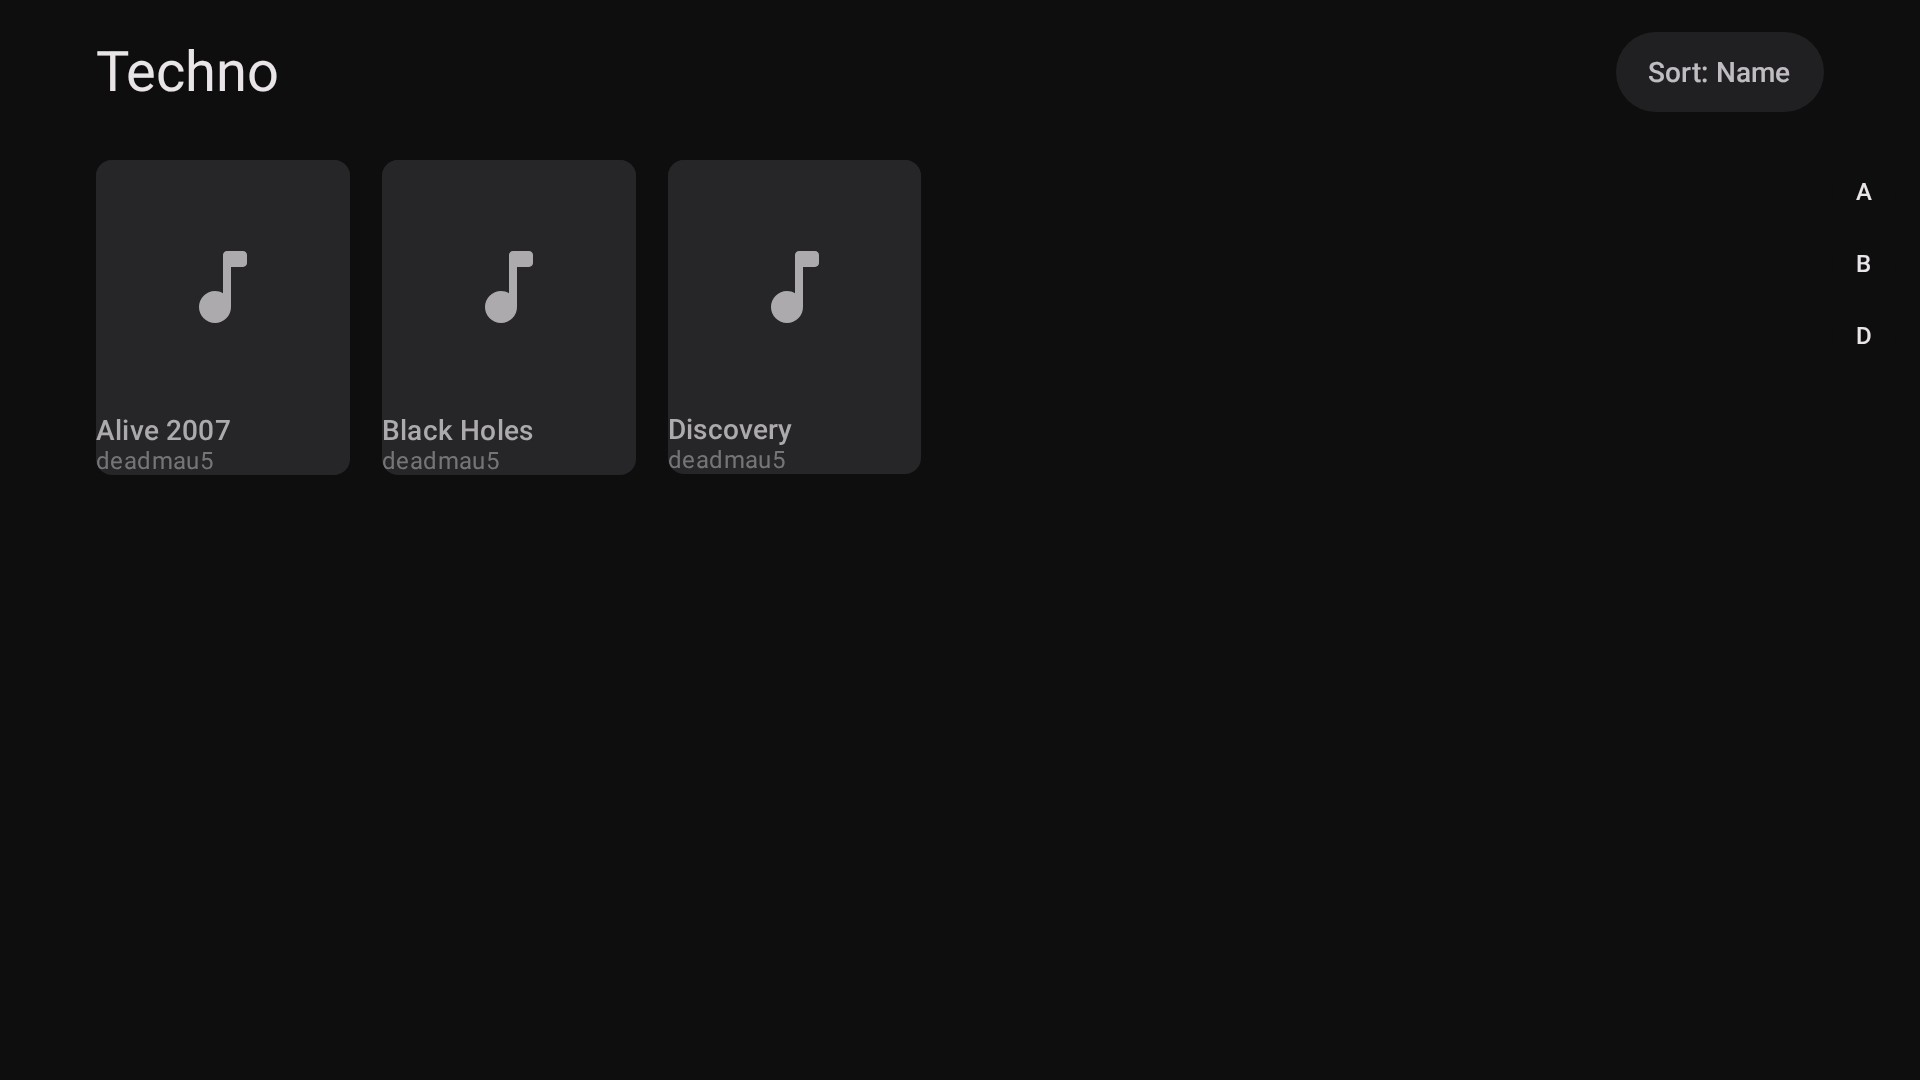 Techno
Sort: Name
Alive 2007
deadmau5
Black Holes
deadmau5
Discovery
deadmau5
A
B
D